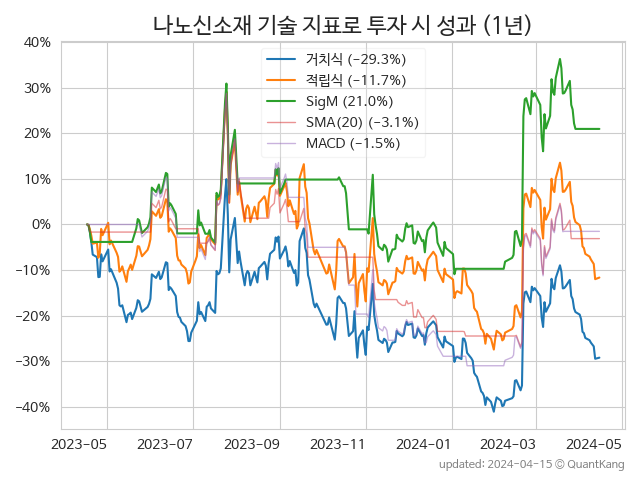 나노신소재 기술 지표로 투자 시 성과 (1년)
거치식 (−29.3%)
적립식 (−11.7%)
SigM (21.0%)
SMA(20) (−3.1%)
MACD (−1.5%)
40%
30%
20%
10%
0%
−10%
−20%
−30%
−40%
2023-05 2023-07 2023-09 2023-11 2024-01 2024-03 2024-05
updated: 2024-04-15 © QuantKang